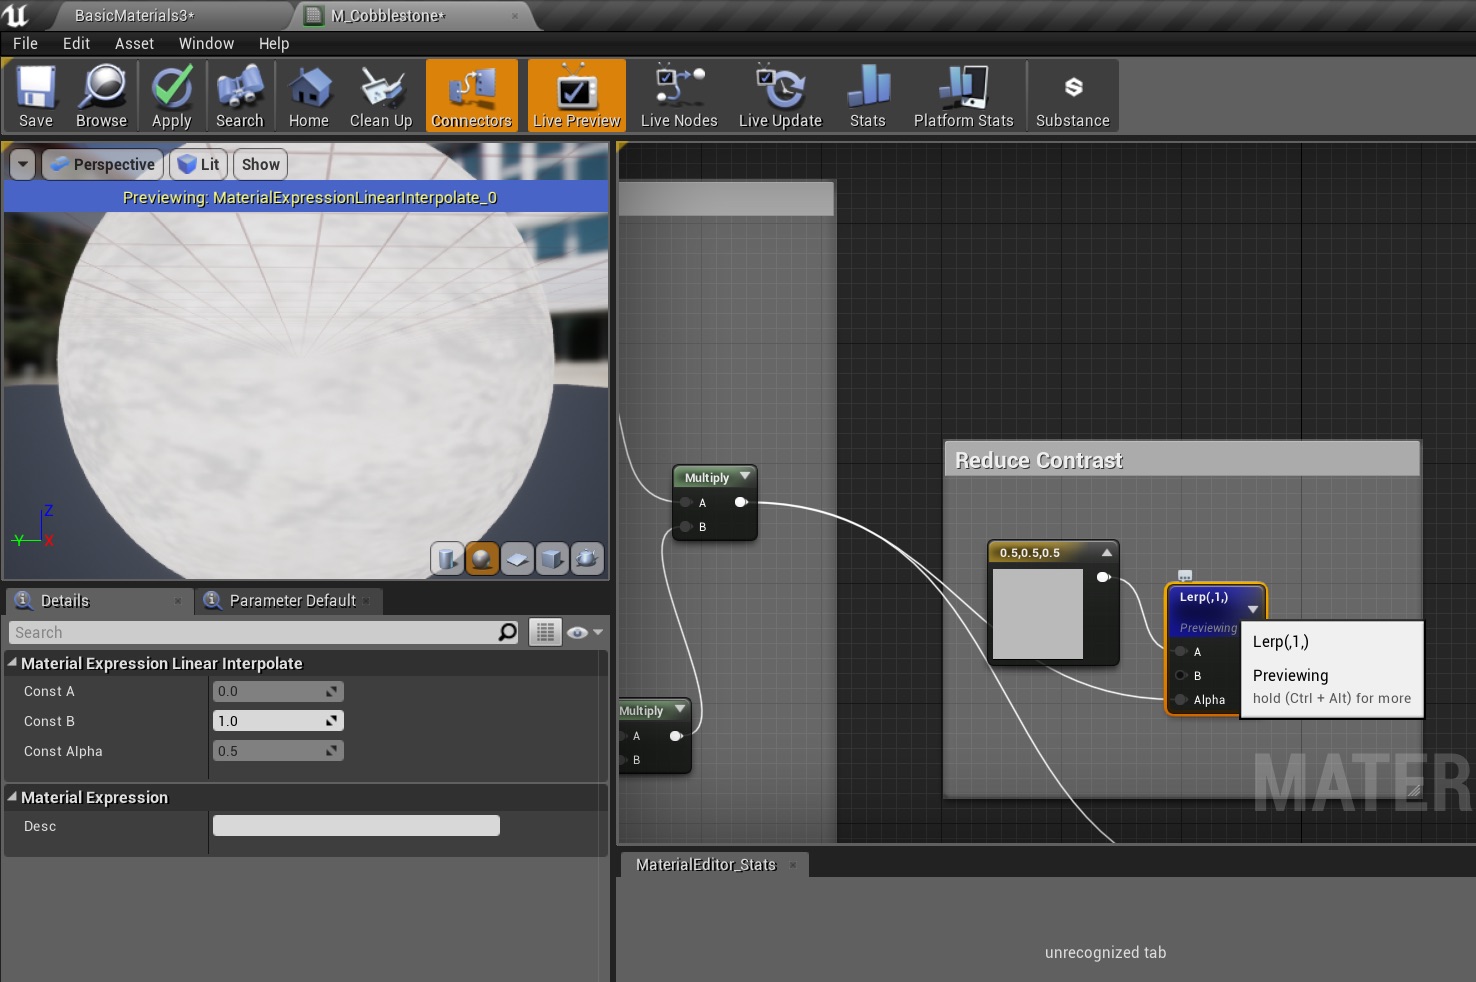 BasicMaterials3*
M_Cobblestone*
File Edit Asset Window Help
Save Browse Apply Search Home Clean Up Connectors Live Preview Live Nodes Live Update Stats Platform Stats Substance
Perspective Lit Show
Previewing: MaterialExpressionLinearInterpolate_0
Z
Y X
Details
Parameter Default
Search
Material Expression Linear Interpolate
Const A 0.0
Const B 1.0
Const Alpha 0.5
Material Expression
Desc
Multiply
A
B
Multiply
A
B
Reduce Contrast
0.5,0.5,0.5
Lerp(,1,)
Previewing
A
B
Alpha
Lerp(,1,)
Previewing
hold (Ctrl + Alt) for more
MATER
MaterialEditor_Stats
unrecognized tab